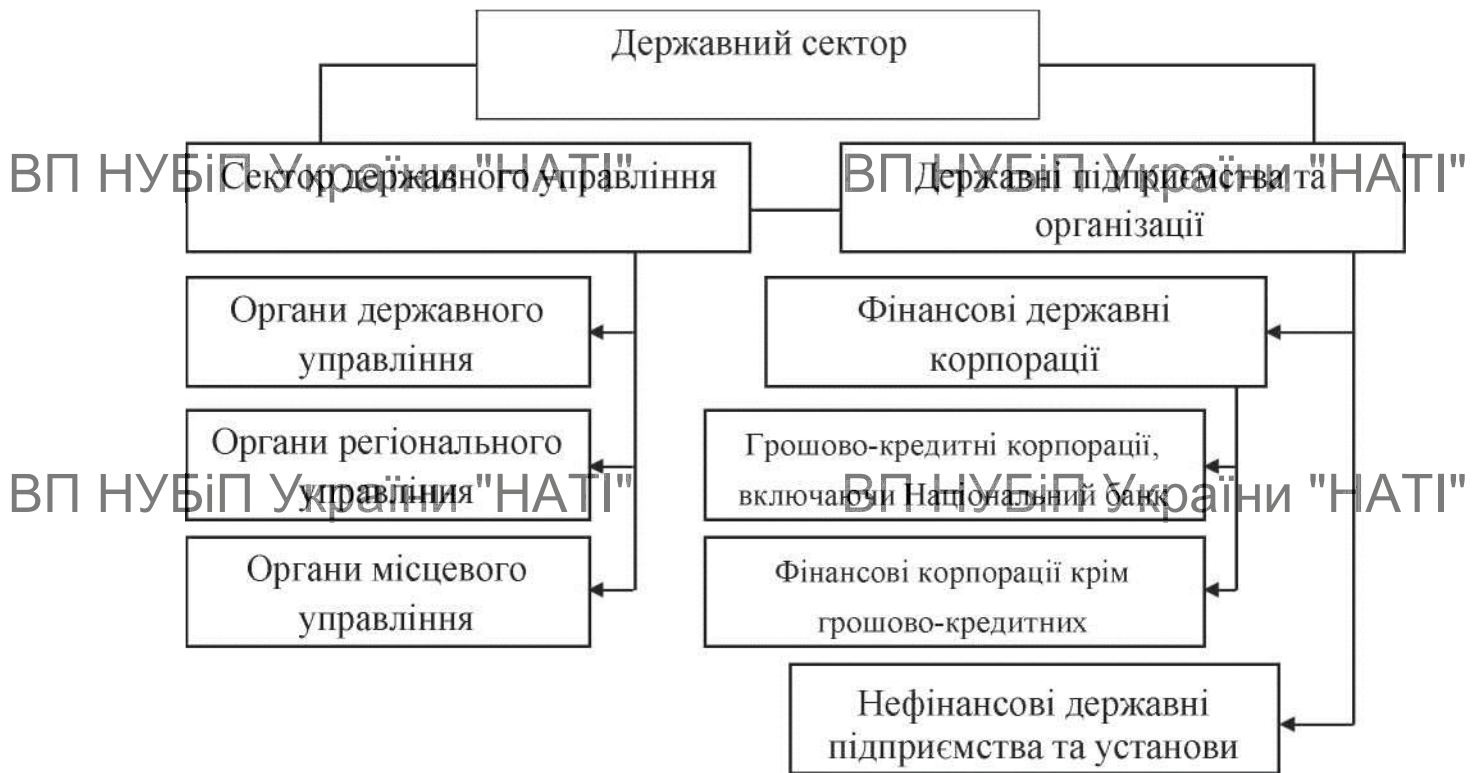 Державний сектор
ВП НУБіП України "НАТІ"
ВП НУБіП України "НАТІ"
Сектор державного управління
Державні підприємства та
організації
Органи державного
управління
Фінансові державні
корпорації
Органи регіонального
управління
Грошово-кредитні корпорації,
включаючи Національний банк
ВП НУБіП України "НАТІ"
ВП НУБіП України "НАТІ"
Органи місцевого
управління
Фінансові корпорації крім
грошово-кредитних
Нефінансові державні
підприємства та установи